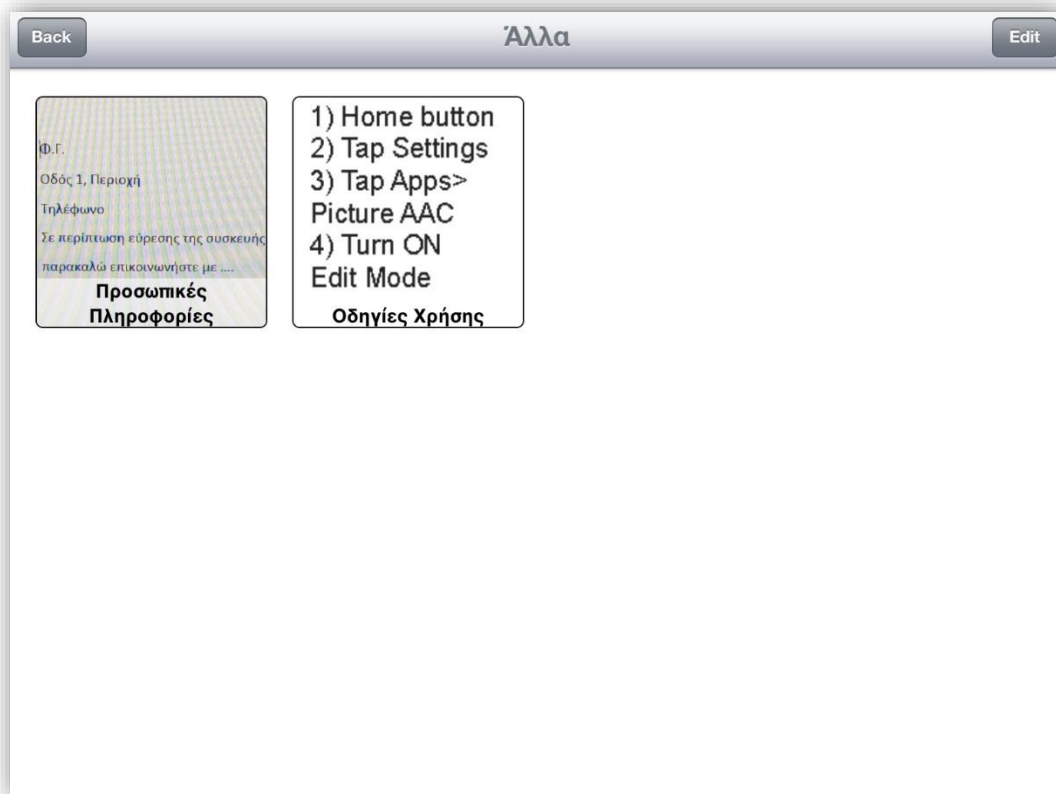 Back
Άλλα
Edit
Φ.Γ.
Οδός 1, Περιοχή
Τηλέφωνο
Σε περίπτωση εύρεσης της συσκευής
παρακαλώ επικοινωνήστε με ....
Προσωπικές
Πληροφορίες
1) Home button
2) Tap Settings
3) Tap Apps>
Picture AAC
4) Turn ON
Edit Mode
Οδηγίες Χρήσης